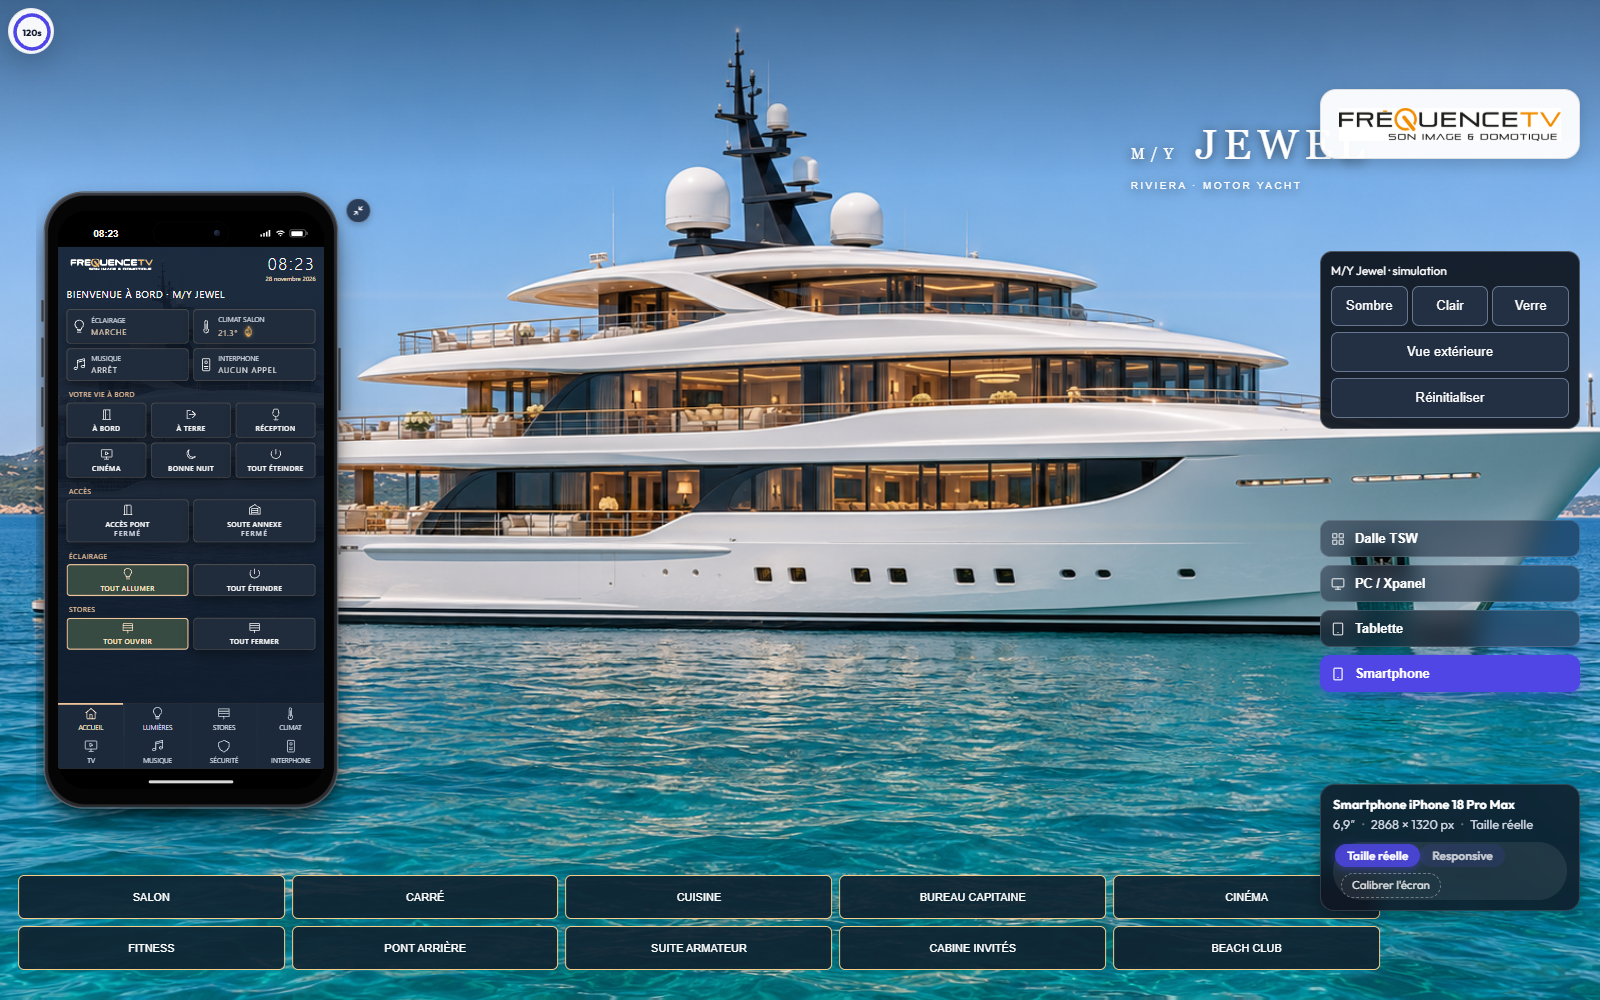 120s
M/Y JEWEL
RIVIERA · MOTOR YACHT
FRÉQUENCETV
SON IMAGE & DOMOTIQUE
08:23
FREQUENCETV
SON IMAGE & DOMOTIQUE
08:23
28 novembre 2026
BIENVENUE À BORD · M/Y JEWEL
ÉCLAIRAGE
MARCHE
CLIMAT SALON
21.3°
MUSIQUE
ARRÊT
INTERPHONE
AUCUN APPEL
VOTRE VIE À BORD
À BORD
À TERRE
RÉCEPTION
CINÉMA
BONNE NUIT
TOUT ÉTEINDRE
ACCÈS
ACCÈS PONT
FERMÉ
SOUTE ANNEXE
FERMÉ
ÉCLAIRAGE
TOUT ALLUMER
TOUT ÉTEINDRE
STORES
TOUT OUVRIR
TOUT FERMER
ACCUEIL
LUMIÈRES
STORES
CLIMAT
TV
MUSIQUE
SÉCURITÉ
INTERPHONE
M/Y Jewel · simulation
Sombre
Clair
Verre
Vue extérieure
Réinitialiser
Dalle TSW
PC / Xpanel
Tablette
Smartphone
Smartphone iPhone 18 Pro Max
6,9" · 2868 × 1320 px · Taille réelle
Taille réelle
Responsive
Calibrer l'écran
SALON
CARRÉ
CUISINE
BUREAU CAPITAINE
CINÉMA
FITNESS
PONT ARRIÈRE
SUITE ARMATEUR
CABINE INVITÉS
BEACH CLUB